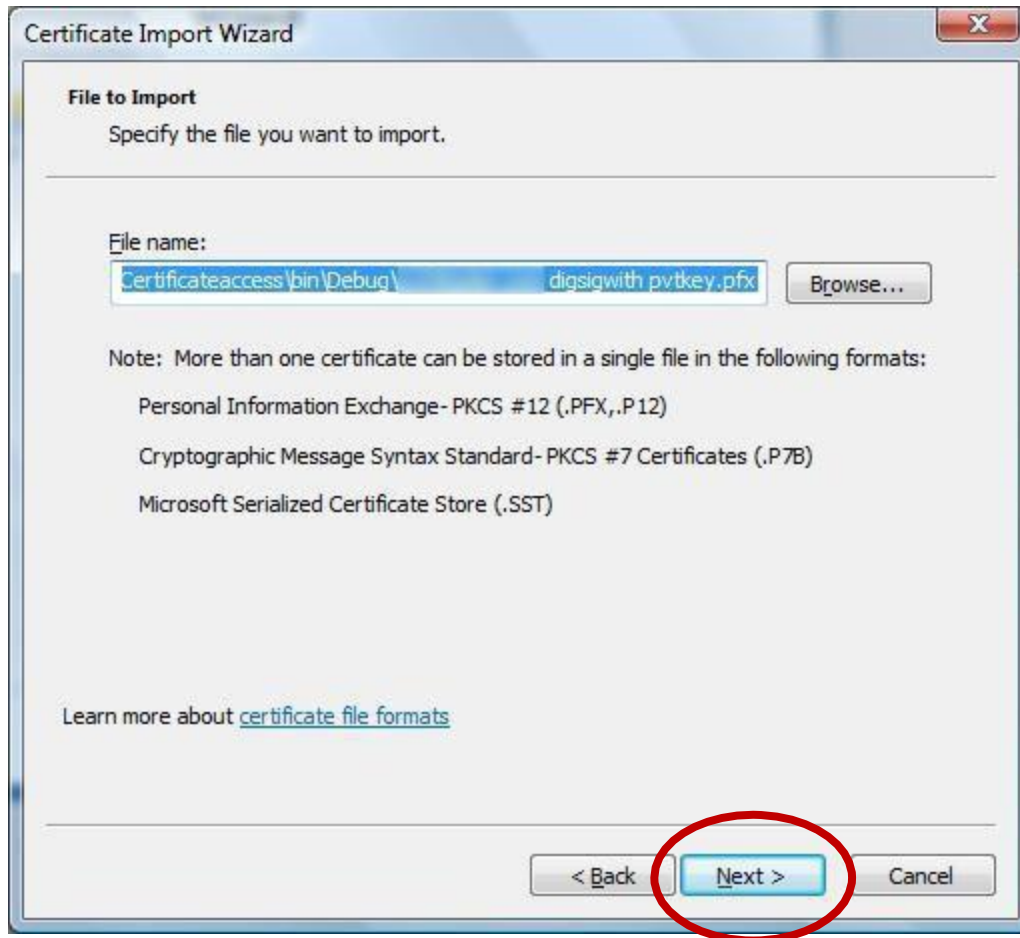 Certificate Import Wizard
File to Import
Specify the file you want to import.
File name:
Certificateaccess\bin\Debug\ digsigwith pvtkey.pfx
Browse...
Note: More than one certificate can be stored in a single file in the following formats:
Personal Information Exchange- PKCS #12 (.PFX,.P12)
Cryptographic Message Syntax Standard- PKCS #7 Certificates (.P7B)
Microsoft Serialized Certificate Store (.SST)
Learn more about certificate file formats
< Back
Next >
Cancel